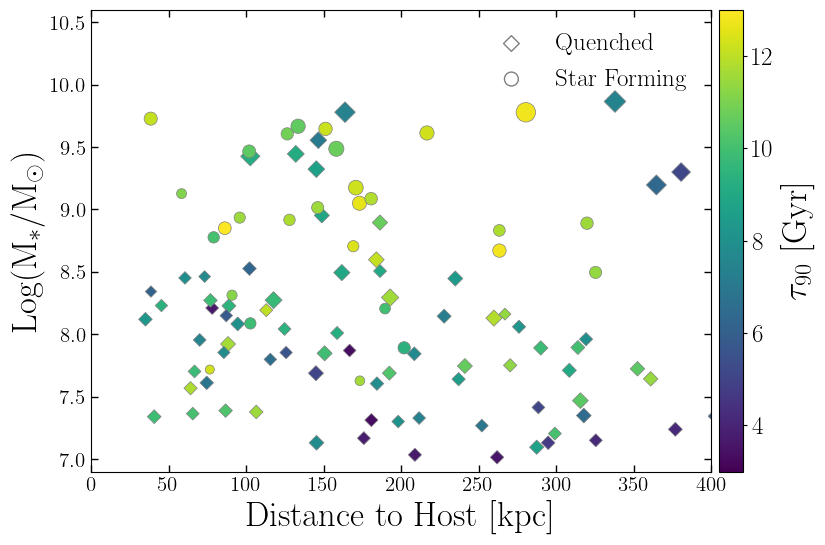 10.5
10.0
9.5
9.0
8.5
8.0
7.5
7.0
Log(M*/M☉)
0 50 100 150 200 250 300 350 400
Distance to Host [kpc]
Quenched
Star Forming
12
10
8
6
4
τ90 [Gyr]